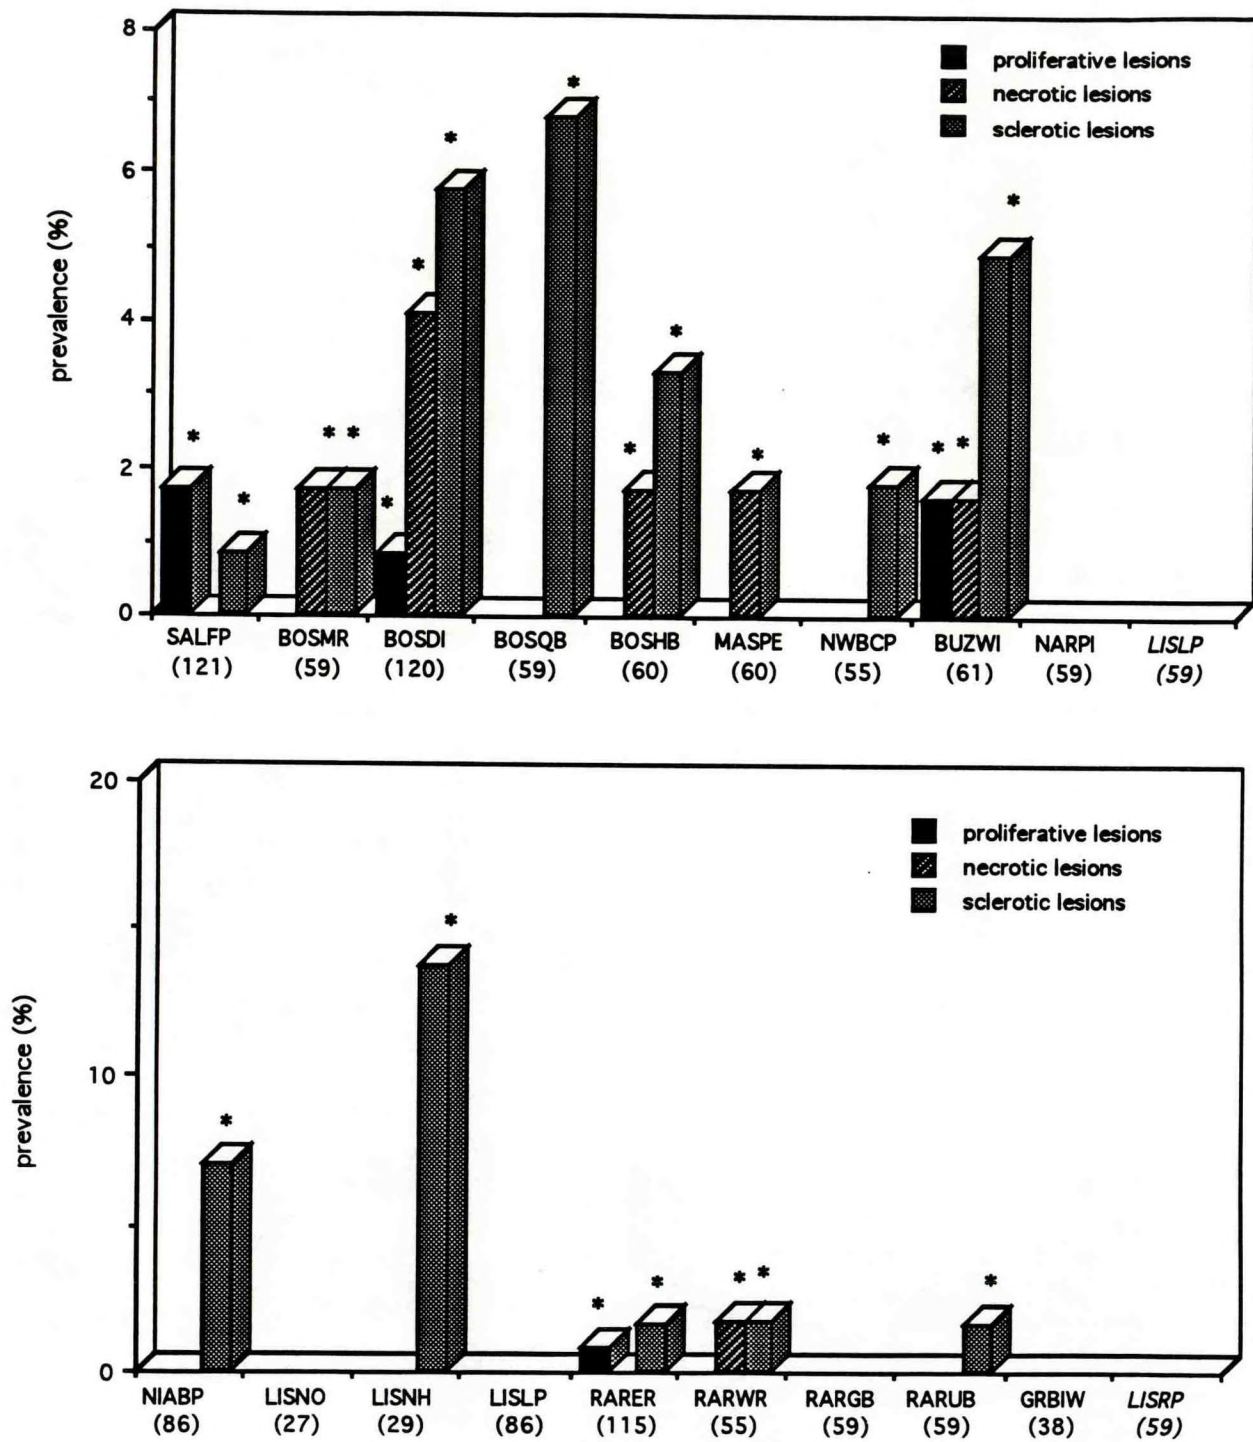 8
proliferative lesions
necrotic lesions
sclerotic lesions
6
4
2
0
prevalence (%)
* * * * * * * * * * * * * * *
SALFP BOSMR BOSDI BOSQB BOSHB MASPE NWBCP BUZWI NARPI LISLP
(121) (59) (120) (59) (60) (60) (55) (61) (59) (59)
20
proliferative lesions
necrotic lesions
sclerotic lesions
10
0
prevalence (%)
* * * * * * *
NIABP LISNO LISNH LISLP RARER RARWR RARGB RARUB GRBIW LISRP
(86) (27) (29) (86) (115) (55) (59) (59) (38) (59)